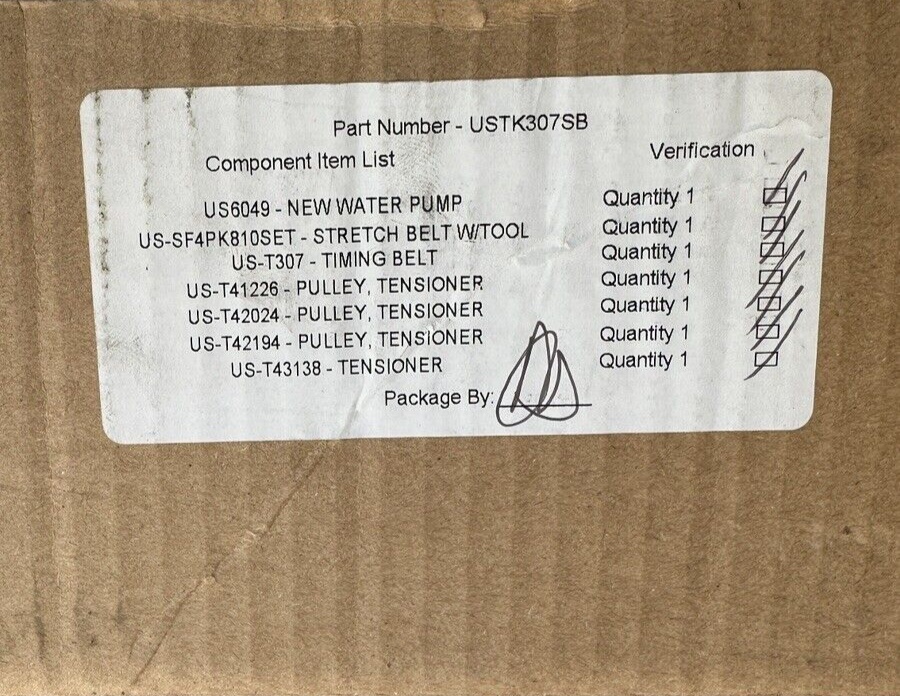 Part Number - USTK307SB
Component Item List Verification
US6049 - NEW WATER PUMP Quantity 1
US-SF4PK810SET - STRETCH BELT W/TOOL Quantity 1
US-T307 - TIMING BELT Quantity 1
US-T41226 - PULLEY, TENSIONER Quantity 1
US-T42024 - PULLEY, TENSIONER Quantity 1
US-T42194 - PULLEY, TENSIONER Quantity 1
US-T43138 - TENSIONER Quantity 1
Package By: